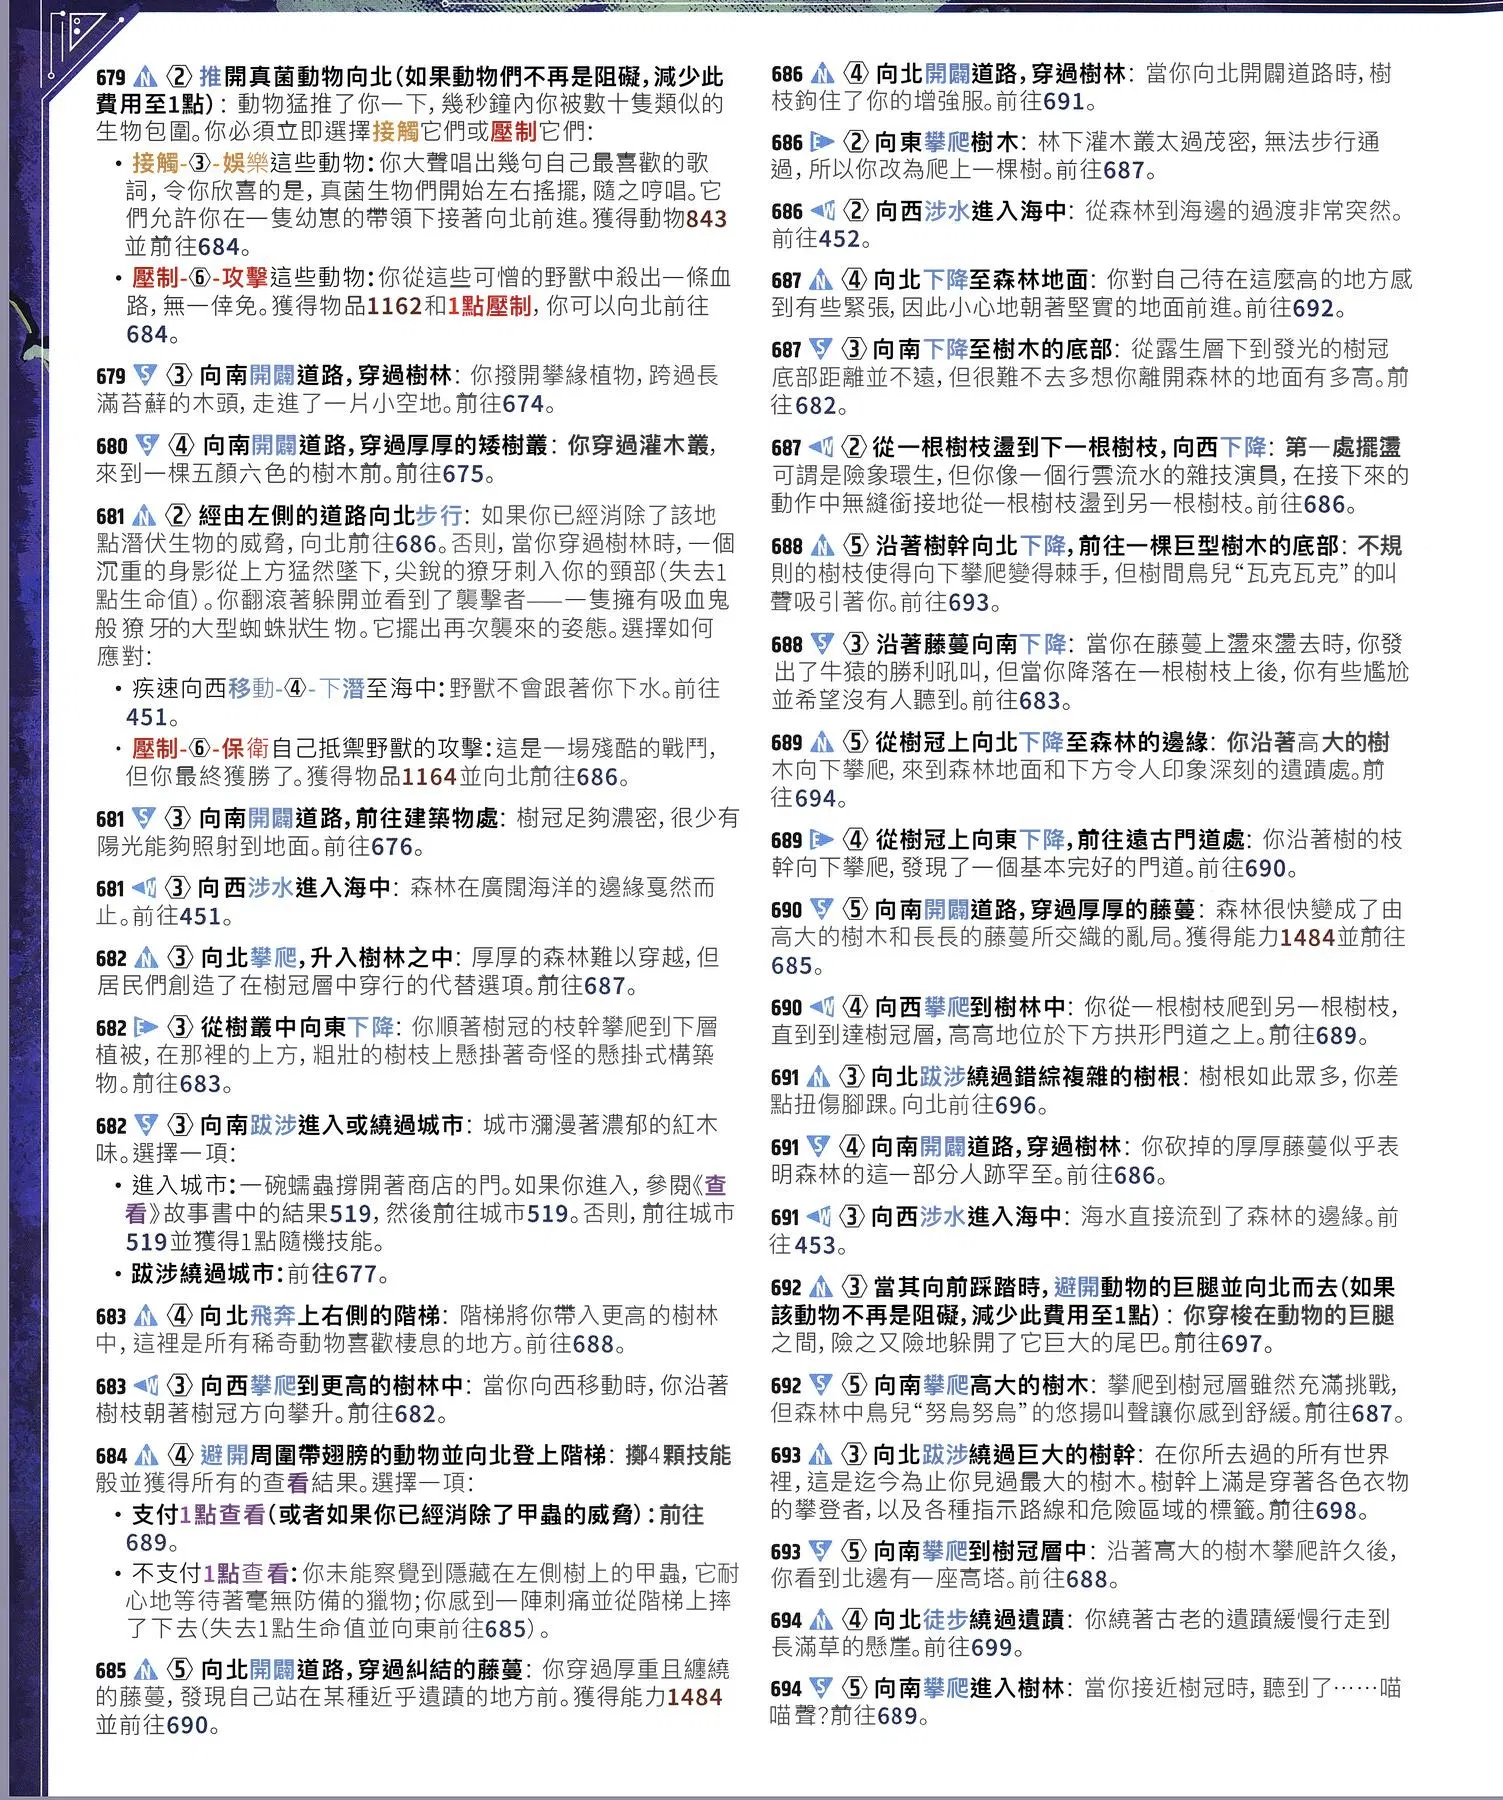 679 N 2 推開真菌動物向北(如果動物們不再是阻礙,減少此
費用至1點):動物猛推了你一下,幾秒鐘內你被數十隻類似的
生物包圍。你必須立即選擇接觸它們或壓制它們:
• 接觸-3-娛樂這些動物:你大聲唱出幾句自己最喜歡的歌
詞,令你欣喜的是,真菌生物們開始左右搖擺,隨之哼唱。它
們允許你在一隻幼崽的帶領下接著向北前進。獲得動物843
並前往684。
• 壓制-6-攻擊這些動物:你從這些可憎的野獸中殺出一條血
路,無一倖免。獲得物品1162和1點壓制,你可以向北前往
684。
679 S 3 向南開闢道路,穿過樹林:你撥開攀緣植物,跨過長
滿苔蘚的木頭,走進了一片小空地。前往674。
680 S 4 向南開闢道路,穿過厚厚的矮樹叢:你穿過灌木叢,
來到一棵五顏六色的樹木前。前往675。
681 N 2 經由左側的道路向北步行:如果你已經消除了該地
點潛伏生物的威脅,向北前往686。否則,當你穿過樹林時,一個
沉重的身影從上方猛然墜下,尖銳的獠牙刺入你的頸部(失去1
點生命值)。你翻滾著躲開並看到了襲擊者——一隻擁有吸血鬼
般獠牙的大型蜘蛛狀生物。它擺出再次襲來的姿態。選擇如何
應對:
• 疾速向西移動-4-下潛至海中:野獸不會跟著你下水。前往
451。
• 壓制-6-保衛自己抵禦野獸的攻擊:這是一場殘酷的戰鬥,
但你最終獲勝了。獲得物品1164並向北前往686。
681 S 3 向南開闢道路,前往建築物處:樹冠足夠濃密,很少有
陽光能夠照射到地面。前往676。
681 W 3 向西涉水進入海中:森林在廣闊海洋的邊緣戛然而
止。前往451。
682 N 3 向北攀爬,升入樹林之中:厚厚的森林難以穿越,但
居民們創造了在樹冠層中穿行的代替選項。前往687。
682 E 3 從樹叢中向東下降:你順著樹冠的枝幹攀爬到下層
植被,在那裡的上方,粗壯的樹枝上懸掛著奇怪的懸掛式構築
物。前往683。
682 S 3 向南跋涉進入或繞過城市:城市瀰漫著濃郁的紅木
味。選擇一項:
• 進入城市:一碗蠕蟲撐開著商店的門。如果你進入,參閱《查
看》故事書中的結果519,然後前往城市519。否則,前往城市
519並獲得1點隨機技能。
• 跋涉繞過城市:前往677。
683 N 4 向北飛奔上右側的階梯:階梯將你帶入更高的樹林
中,這裡是所有稀奇動物喜歡棲息的地方。前往688。
683 W 3 向西攀爬到更高的樹林中:當你向西移動時,你沿著
樹枝朝著樹冠方向攀升。前往682。
684 N 4 避開周圍帶翅膀的動物並向北登上階梯:擲4顆技能
骰並獲得所有的查看結果。選擇一項:
• 支付1點查看(或者如果你已經消除了甲蟲的威脅):前往
689。
• 不支付1點查看:你未能察覺到隱藏在左側樹上的甲蟲,它耐
心地等待著毫無防備的獵物;你感到一陣刺痛並從階梯上摔
了下去(失去1點生命值並向東前往685)。
685 N 5 向北開闢道路,穿過糾結的藤蔓:你穿過厚重且纏繞
的藤蔓,發現自己站在某種近乎遺蹟的地方前。獲得能力1484
並前往690。
686 N 4 向北開闢道路,穿過樹林:當你向北開闢道路時,樹
枝鉤住了你的增強服。前往691。
686 E 2 向東攀爬樹木:林下灌木叢太過茂密,無法步行通
過,所以你改為爬上一棵樹。前往687。
686 W 2 向西涉水進入海中:從森林到海邊的過渡非常突然。
前往452。
687 N 4 向北下降至森林地面:你對自己待在這麼高的地方感
到有些緊張,因此小心地朝著堅實的地面前進。前往692。
687 S 3 向南下降至樹木的底部:從露生層下到發光的樹冠
底部距離並不遠,但很難不去多想你離開森林的地面有多高。前
往682。
687 W 2 從一根樹枝盪到下一根樹枝,向西下降:第一處擺盪
可謂是險象環生,但你像一個行雲流水的雜技演員,在接下來的
動作中無縫銜接地從一根樹枝盪到另一根樹枝。前往686。
688 N 5 沿著樹幹向北下降,前往一棵巨型樹木的底部:不規
則的樹枝使得向下攀爬變得棘手,但樹間鳥兒“瓦克瓦克”的叫
聲吸引著你。前往693。
688 S 3 沿著藤蔓向南下降:當你在藤蔓上盪來盪去時,你發
出了牛猿的勝利吼叫,但當你降落在一根樹枝上後,你有些尷尬
並希望沒有人聽到。前往683。
689 N 5 從樹冠上向北下降至森林的邊緣:你沿著高大的樹
木向下攀爬,來到森林地面和下方令人印象深刻的遺蹟處。前
往694。
689 E 4 從樹冠上向東下降,前往遠古門道處:你沿著樹的枝
幹向下攀爬,發現了一個基本完好的門道。前往690。
690 S 5 向南開闢道路,穿過厚厚的藤蔓:森林很快變成了由
高大的樹木和長長的藤蔓所交織的亂局。獲得能力1484並前往
685。
690 W 4 向西攀爬到樹林中:你從一根樹枝爬到另一根樹枝,
直到到達樹冠層,高高地位於下方拱形門道之上。前往689。
691 N 3 向北跋涉繞過錯綜複雜的樹根:樹根如此眾多,你差
點扭傷腳踝。向北前往696。
691 S 4 向南開闢道路,穿過樹林:你砍掉的厚厚藤蔓似乎表
明森林的這一部分人跡罕至。前往686。
691 W 3 向西涉水進入海中:海水直接流到了森林的邊緣。前
往453。
692 N 3 當其向前踩踏時,避開動物的巨腿並向北而去(如果
該動物不再是阻礙,減少此費用至1點):你穿梭在動物的巨腿
之間,險之又險地躲開了它巨大的尾巴。前往697。
692 S 5 向南攀爬高大的樹木:攀爬到樹冠層雖然充滿挑戰,
但森林中鳥兒“努烏努烏”的悠揚叫聲讓你感到舒緩。前往687。
693 N 3 向北跋涉繞過巨大的樹幹:在你所去過的所有世界
裡,這是迄今為止你見過最大的樹木。樹幹上滿是穿著各色衣物
的攀登者,以及各種指示路線和危險區域的標籤。前往698。
693 S 5 向南攀爬到樹冠層中:沿著高大的樹木攀爬許久後,
你看到北邊有一座高塔。前往688。
694 N 4 向北徒步繞過遺蹟:你繞著古老的遺蹟緩慢行走到
長滿草的懸崖。前往699。
694 S 5 向南攀爬進入樹林:當你接近樹冠時,聽到了……喵
喵聲?前往689。